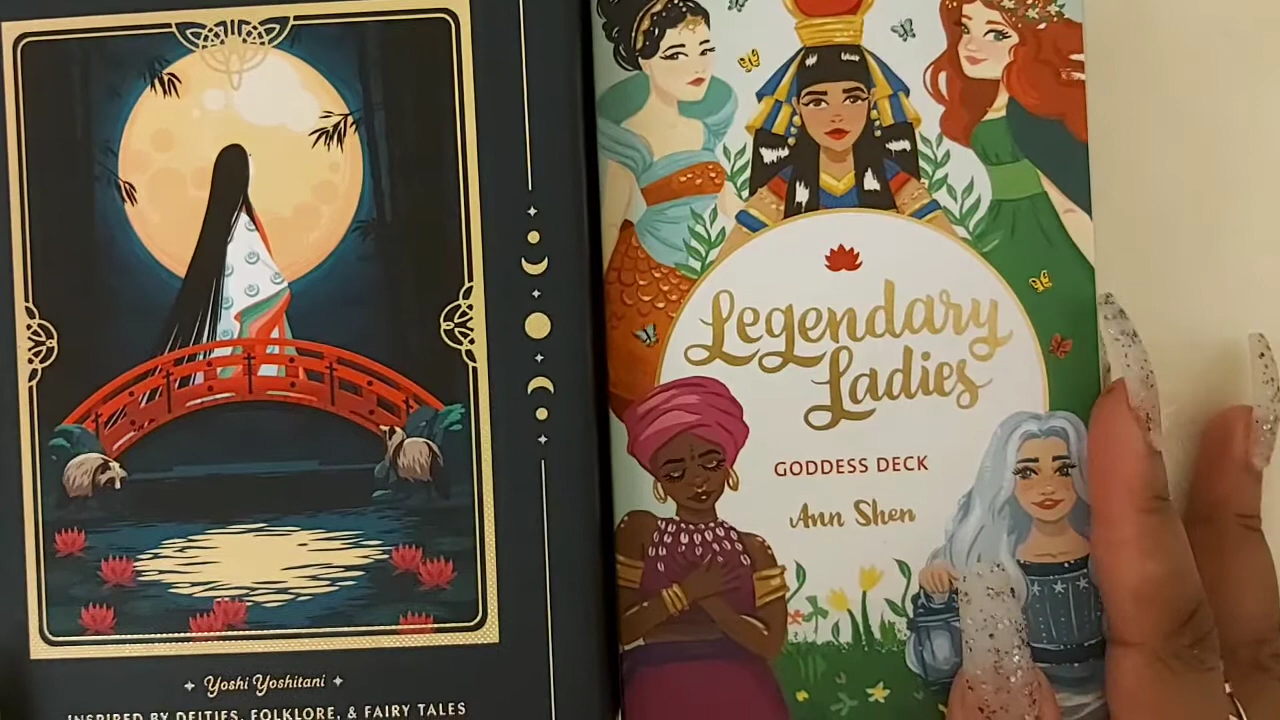 Yoshi Yoshitani
INSPIRED BY DEITIES, FOLKLORE, & FAIRY TALES
Legendary
Ladies
GODDESS DECK
Ann Shen